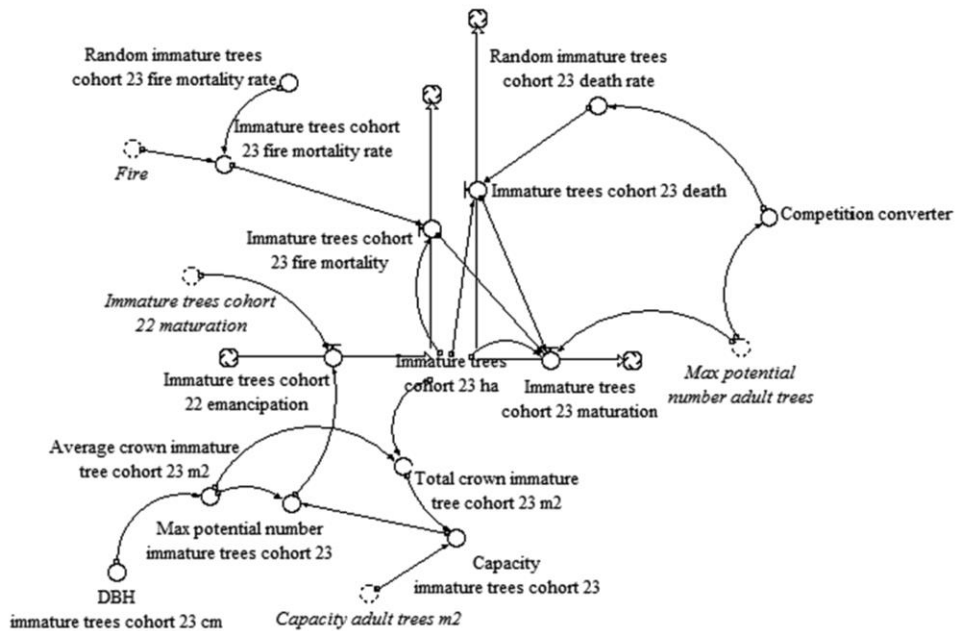 Random immature trees
cohort 23 fire mortality rate
Random immature trees
cohort 23 death rate
Immature trees cohort
23 fire mortality rate
Fire
Immature trees cohort 23 death
Competition converter
Immature trees cohort
23 fire mortality
Immature trees cohort
22 maturation
Immature trees
cohort 23 ha
Immature trees cohort
22 emancipation
Immature trees
cohort 23 maturation
Max potential
number adult trees
Average crown immature
tree cohort 23 m2
Total crown immature
tree cohort 23 m2
Max potential number
immature trees cohort 23
Capacity
immature trees cohort 23
DBH
immature trees cohort 23 cm
Capacity adult trees m2